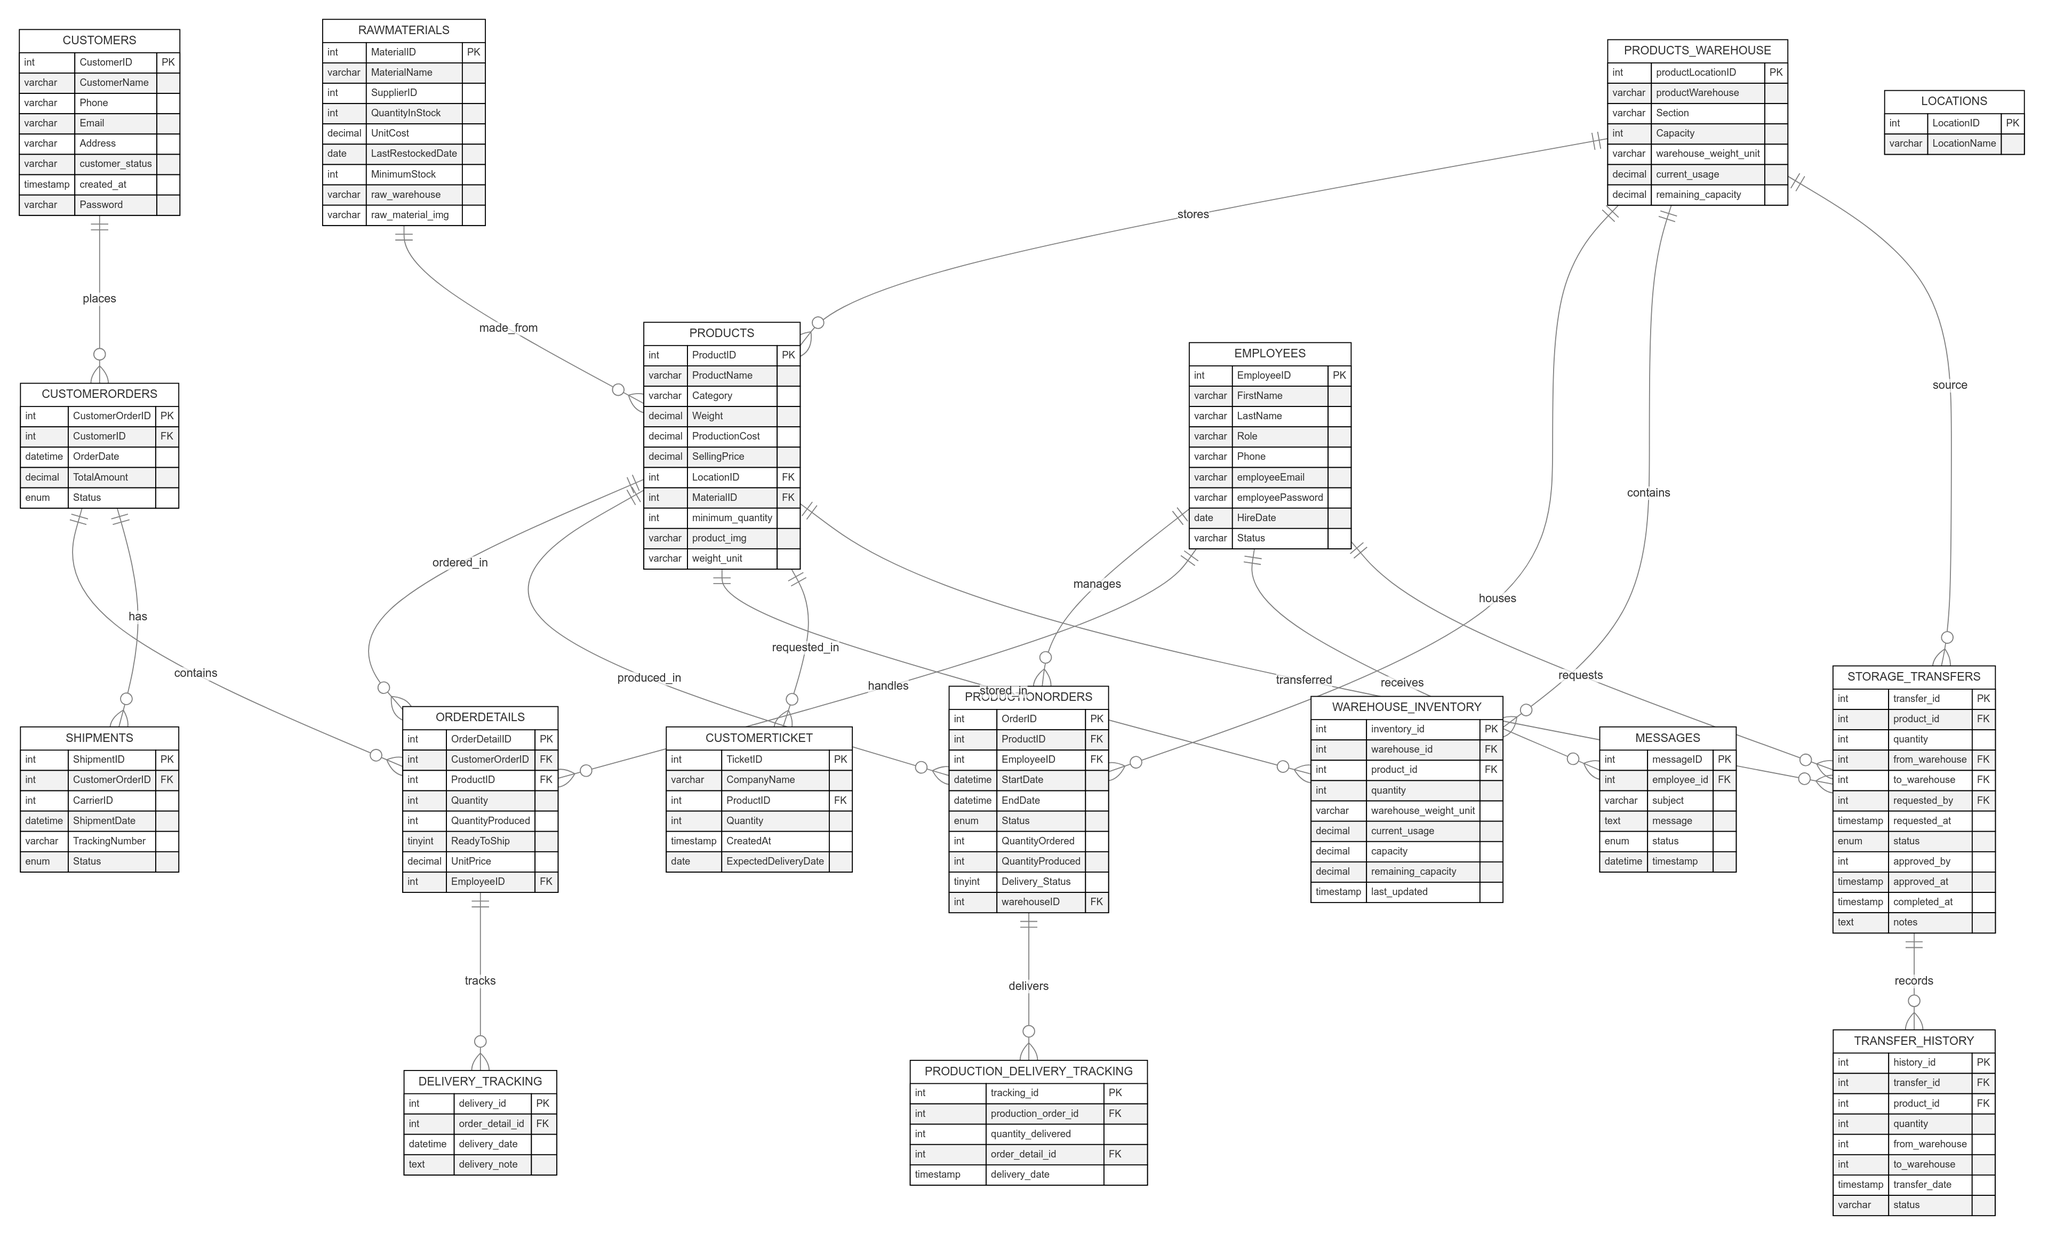 CUSTOMERS
int CustomerID PK
varchar CustomerName
varchar Phone
varchar Email
varchar Address
varchar customer_status
timestamp created_at
varchar Password
RAWMATERIALS
int MaterialID PK
varchar MaterialName
int SupplierID
int QuantityInStock
decimal UnitCost
date LastRestockedDate
int MinimumStock
varchar raw_warehouse
varchar raw_material_img
PRODUCTS_WAREHOUSE
int productLocationID PK
varchar productWarehouse
varchar Section
int Capacity
varchar warehouse_weight_unit
decimal current_usage
decimal remaining_capacity
LOCATIONS
int LocationID PK
varchar LocationName
stores
places
made_from
source
PRODUCTS
int ProductID PK
varchar ProductName
varchar Category
decimal Weight
decimal ProductionCost
decimal SellingPrice
int LocationID FK
int MaterialID FK
int minimum_quantity
varchar product_img
varchar weight_unit
EMPLOYEES
int EmployeeID PK
varchar FirstName
varchar LastName
varchar Role
varchar Phone
varchar employeeEmail
varchar employeePassword
date HireDate
varchar Status
CUSTOMERORDERS
int CustomerOrderID PK
int CustomerID FK
datetime OrderDate
decimal TotalAmount
enum Status
contains
ordered_in
manages
houses
has
requested_in
contains
produced_in
handles
stored_in
transferred
receives
requests
SHIPMENTS
int ShipmentID PK
int CustomerOrderID FK
int CarrierID
datetime ShipmentDate
varchar TrackingNumber
enum Status
ORDERDETAILS
int OrderDetailID PK
int CustomerOrderID FK
int ProductID FK
int Quantity
int QuantityProduced
tinyint ReadyToShip
decimal UnitPrice
int EmployeeID FK
CUSTOMERTICKET
int TicketID PK
varchar CompanyName
int ProductID FK
int Quantity
timestamp CreatedAt
date ExpectedDeliveryDate
PRODUCTIONORDERS
int OrderID PK
int ProductID FK
int EmployeeID FK
datetime StartDate
datetime EndDate
enum Status
int QuantityOrdered
int QuantityProduced
tinyint Delivery_Status
int warehouseID FK
WAREHOUSE_INVENTORY
int inventory_id PK
int warehouse_id FK
int product_id FK
int quantity
varchar warehouse_weight_unit
decimal current_usage
decimal capacity
decimal remaining_capacity
timestamp last_updated
MESSAGES
int messageID PK
int employee_id FK
varchar subject
text message
enum status
datetime timestamp
STORAGE_TRANSFERS
int transfer_id PK
int product_id FK
int quantity
int from_warehouse FK
int to_warehouse FK
int requested_by FK
timestamp requested_at
enum status
int approved_by
timestamp approved_at
timestamp completed_at
text notes
tracks
delivers
records
DELIVERY_TRACKING
int delivery_id PK
int order_detail_id FK
datetime delivery_date
text delivery_note
PRODUCTION_DELIVERY_TRACKING
int tracking_id PK
int production_order_id FK
int quantity_delivered
int order_detail_id FK
timestamp delivery_date
TRANSFER_HISTORY
int history_id PK
int transfer_id FK
int product_id FK
int quantity
int from_warehouse
int to_warehouse
timestamp transfer_date
varchar status